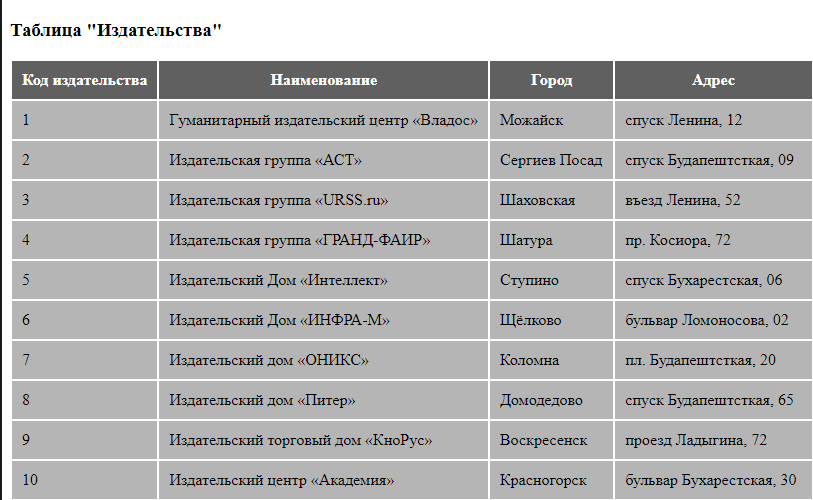 Таблица "Издательства"
Код издательства Наименование Город Адрес
1 Гуманитарный издательский центр «Владос» Можайск спуск Ленина, 12
2 Издательская группа «АСТ» Сергиев Посад спуск Будапештсткая, 09
3 Издательская группа «URSS.ru» Шаховская въезд Ленина, 52
4 Издательская группа «ГРАНД-ФАИР» Шатура пр. Косиора, 72
5 Издательский Дом «Интеллект» Ступино спуск Бухарестская, 06
6 Издательский Дом «ИНФРА-М» Щёлково бульвар Ломоносова, 02
7 Издательский дом «ОНИКС» Коломна пл. Будапештсткая, 20
8 Издательский дом «Питер» Домодедово спуск Будапештсткая, 65
9 Издательский торговый дом «КноРус» Воскресенск проезд Ладыгина, 72
10 Издательский центр «Академия» Красногорск бульвар Бухарестская, 30